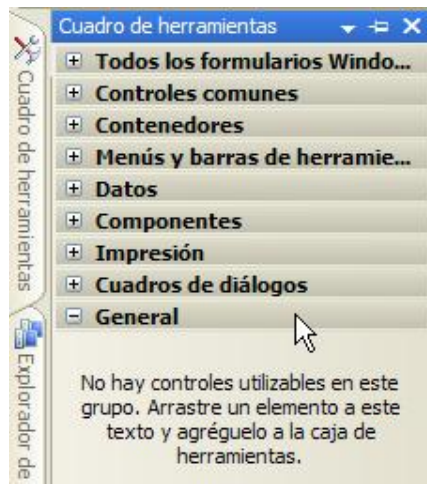 Cuadro de herramientas
Todos los formularios Windo...
Controles comunes
Contenedores
Menús y barras de herramie...
Datos
Componentes
Impresión
Cuadros de diálogos
General
No hay controles utilizables en este
grupo. Arrastre un elemento a este
texto y agréguelo a la caja de
herramientas.
Cuadro de herramientas
Explorador de